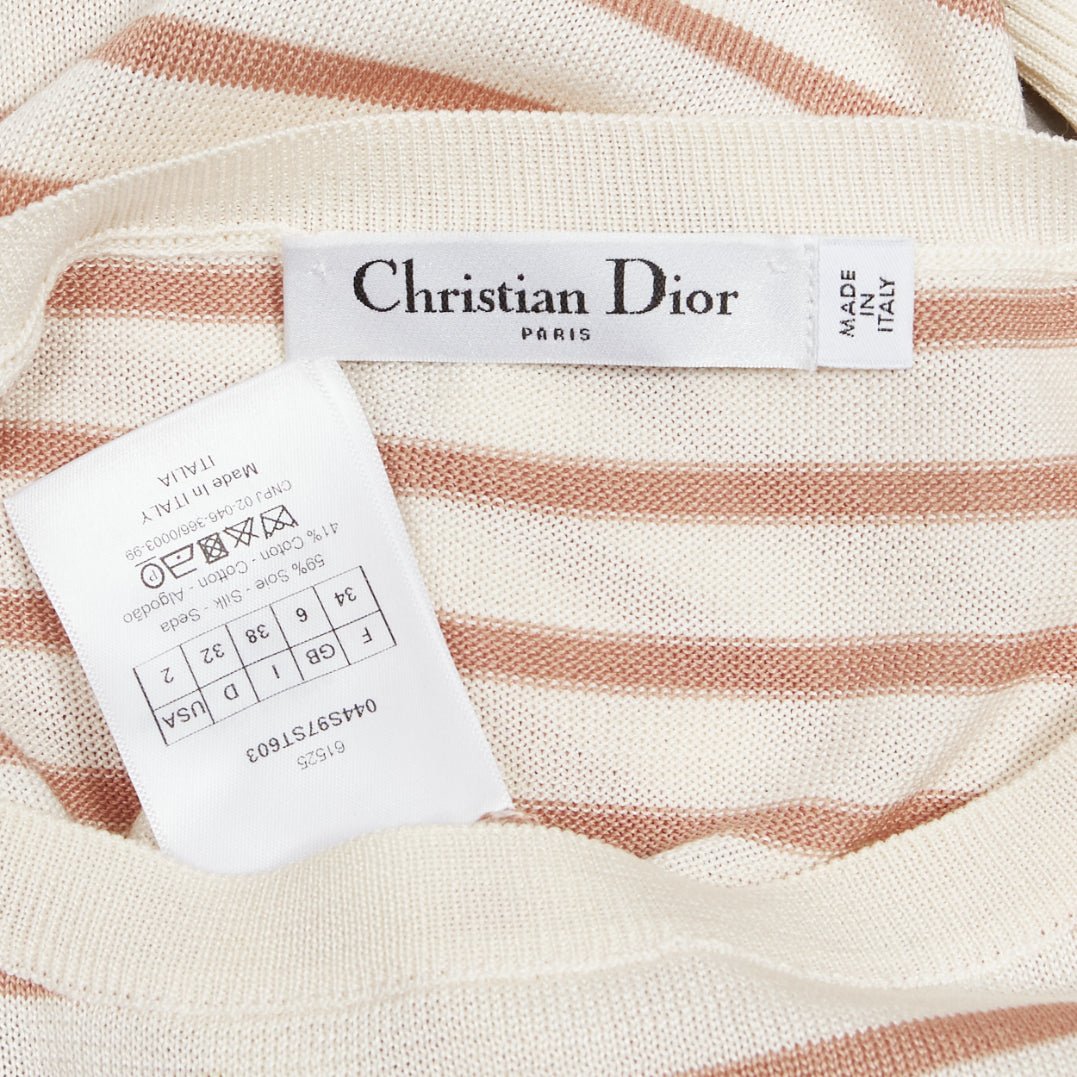 Christian Dior
PARIS
MADE
IN
ITALY
61525
044S97ST603
F GB I D USA
34 6 38 32 2
59% Soie - Silk - Seda
41% Coton - Cotton - Algodão
P
CNPJ 02-046-366/0003-99
Made In ITALY
ITALIA